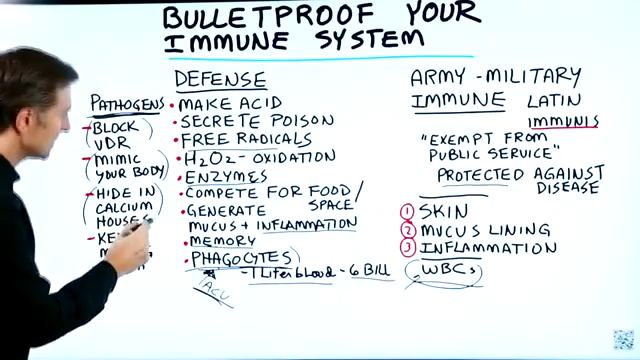 BULLETPROOF YOUR
IMMUNE SYSTEM
PATHOGENS
- BLOCK
VDR
- MIMIC
YOUR BODY
- HIDE IN
CALCIUM
HOUSES
DEFENSE
• MAKE ACID
• SECRETE POISON
• FREE RADICALS
• H2O2 - OXIDATION
• ENZYMES
• COMPETE FOR FOOD/
SPACE
• GENERATE
MUCUS + INFLAMMATION
• MEMORY
• PHAGOCYTES
- 1 Liter blood - 6 BILL
ARMY - MILITARY
IMMUNE LATIN
IMMUNIS
"EXEMPT FROM
PUBLIC SERVICE"
PROTECTED AGAINST
DISEASE
1 SKIN
2 MUCUS LINING
3 INFLAMMATION
WBCs